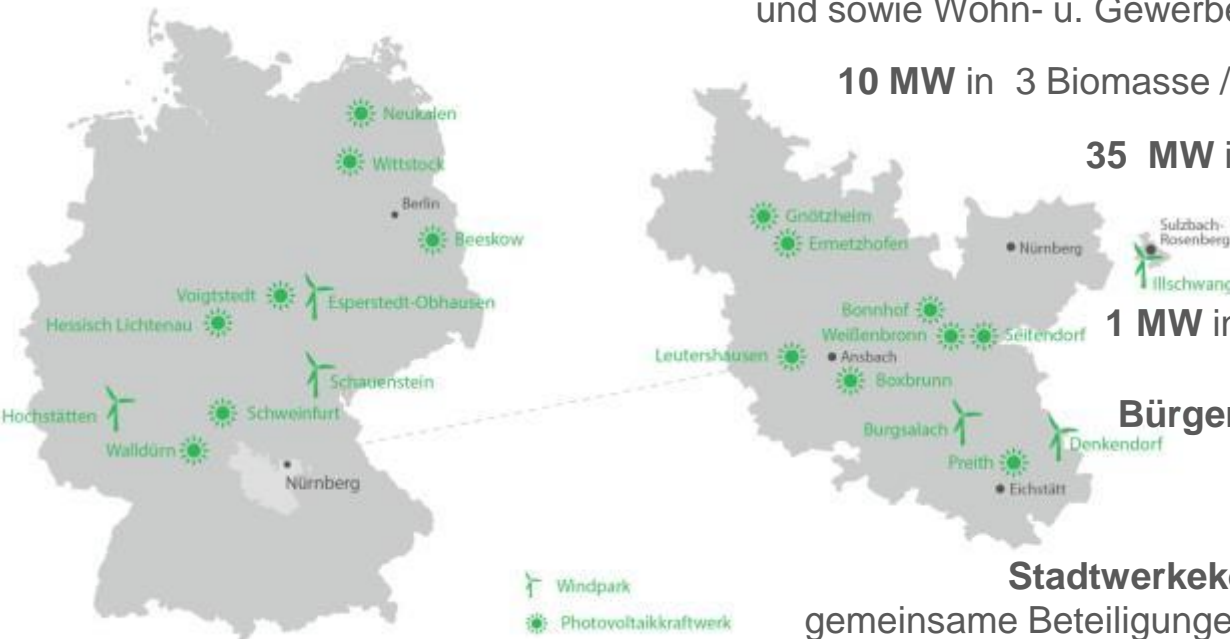 und sowie Wohn- u. Gewerbe
10 MW in 3 Biomasse /
35 MW i
1 MW in
Bürger
Stadtwerkeko
gemeinsame Beteiligunge
Neukalen
Wittstock
Berlin
Beeskow
Voigtstedt
Esperstedt-Obhausen
Hessisch Lichtenau
Schauenstein
Hochstätten
Schweinfurt
Walldürn
Nürnberg
Gnötzheim
Ermetzhofen
Nürnberg
Sulzbach-
Rosenberg
Illschwang
Bonnhof
Weißenbronn
Seitendorf
Leutershausen
Ansbach
Boxbrunn
Burgsalach
Denkendorf
Preith
Eichstätt
Windpark
Photovoltaikkraftwerk